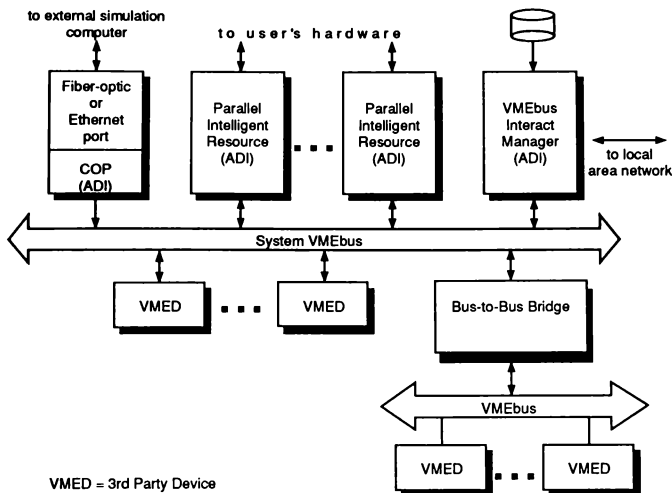 to external simulation
computer
to user's hardware
Fiber-optic
or
Ethernet
port
COP
(ADI)
Parallel
Intelligent
Resource
(ADI)
Parallel
Intelligent
Resource
(ADI)
VMEbus
Interact
Manager
(ADI)
to local
area network
System VMEbus
VMED
VMED
Bus-to-Bus Bridge
VMEbus
VMED
VMED
VMED = 3rd Party Device